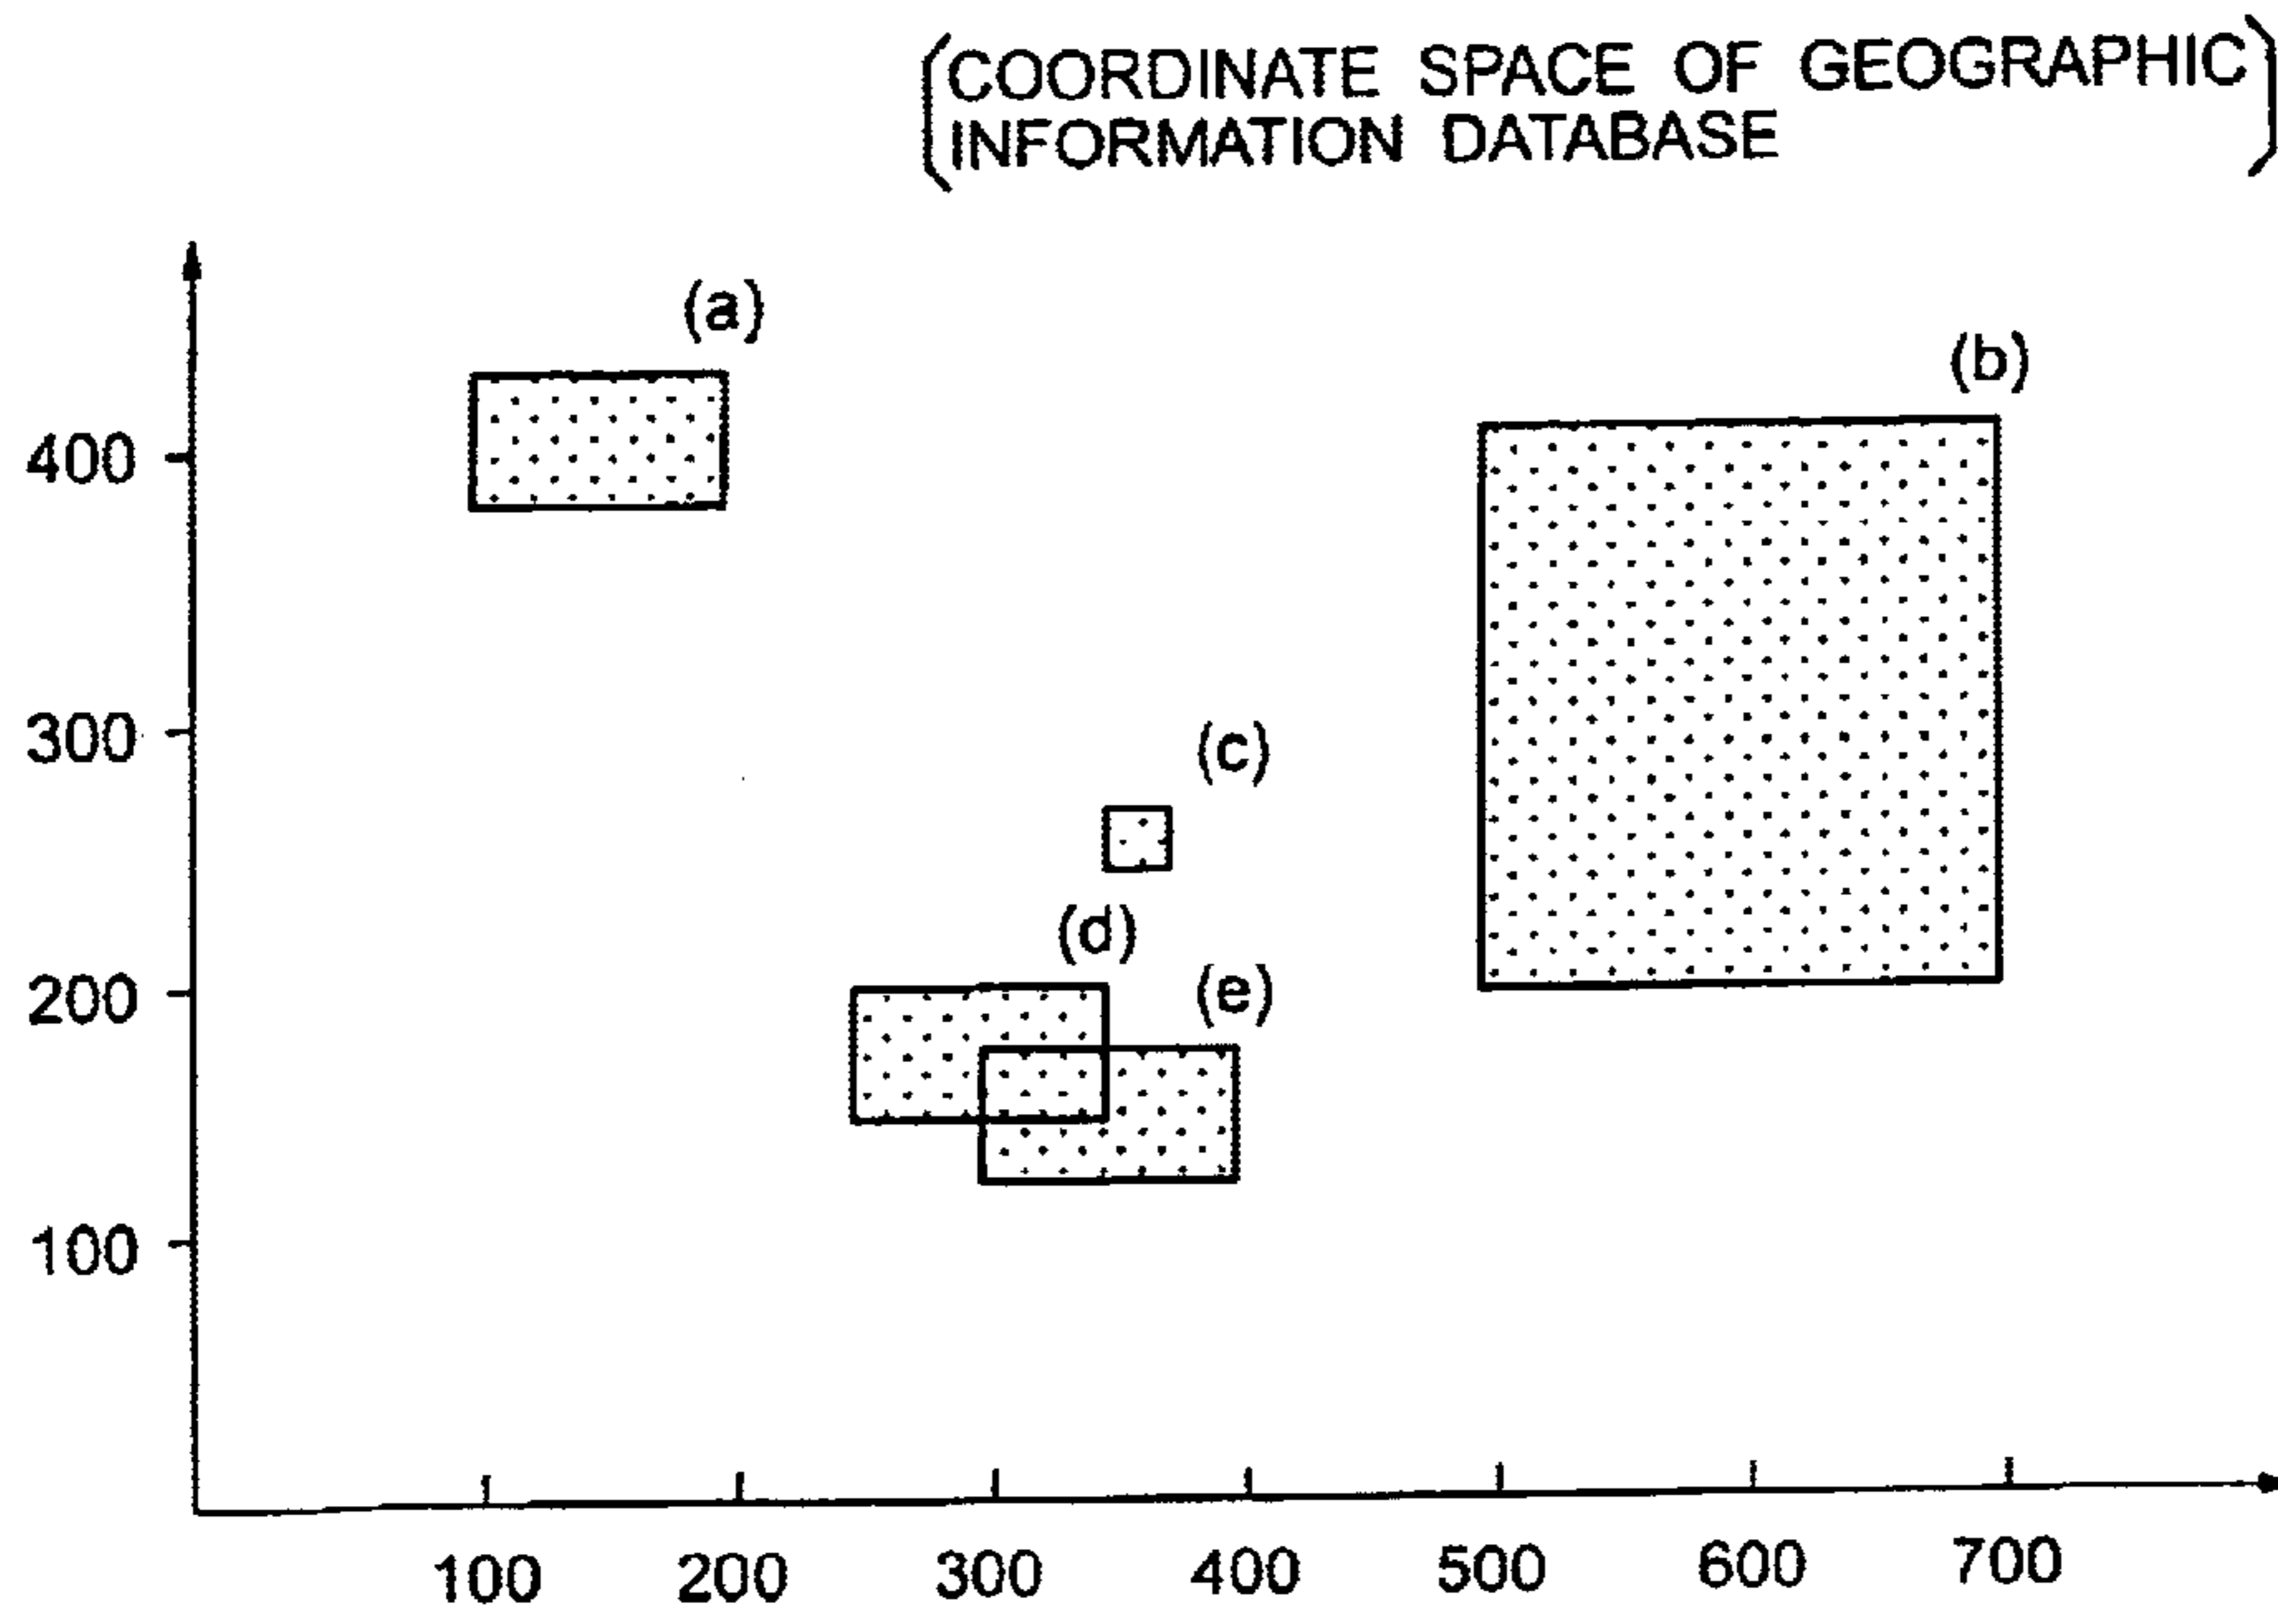 (COORDINATE SPACE OF GEOGRAPHIC
INFORMATION DATABASE)
(a)
(b)
400
300
(c)
(d)
(e)
200
100
100 200 300 400 500 600 700